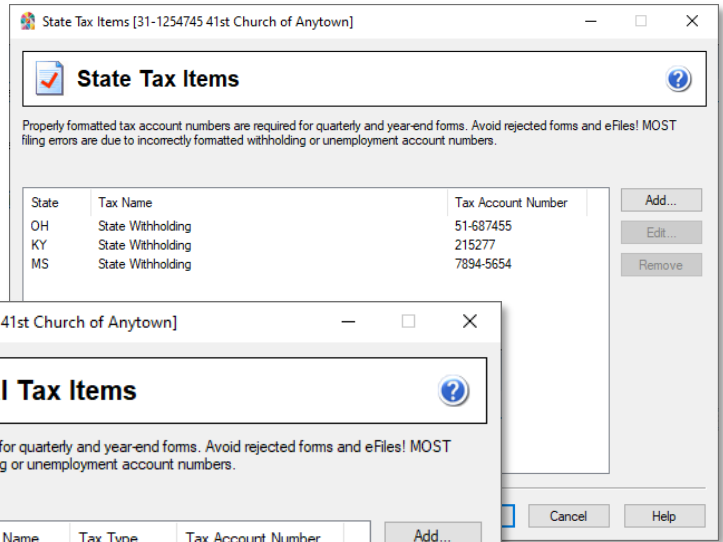 State Tax Items [31-1254745 41st Church of Anytown]
State Tax Items
Properly formatted tax account numbers are required for quarterly and year-end forms. Avoid rejected forms and eFiles! MOST
filing errors are due to incorrectly formatted withholding or unemployment account numbers.
State Tax Name Tax Account Number
Add...
OH State Withholding 51-687455
Edit...
KY State Withholding 215277
MS State Withholding 7894-5654
Remove
41st Church of Anytown]
l Tax Items
for quarterly and year-end forms. Avoid rejected forms and eFiles! MOST
g or unemployment account numbers.
Cancel Help
Name Tax Type Tax Account Number Add...